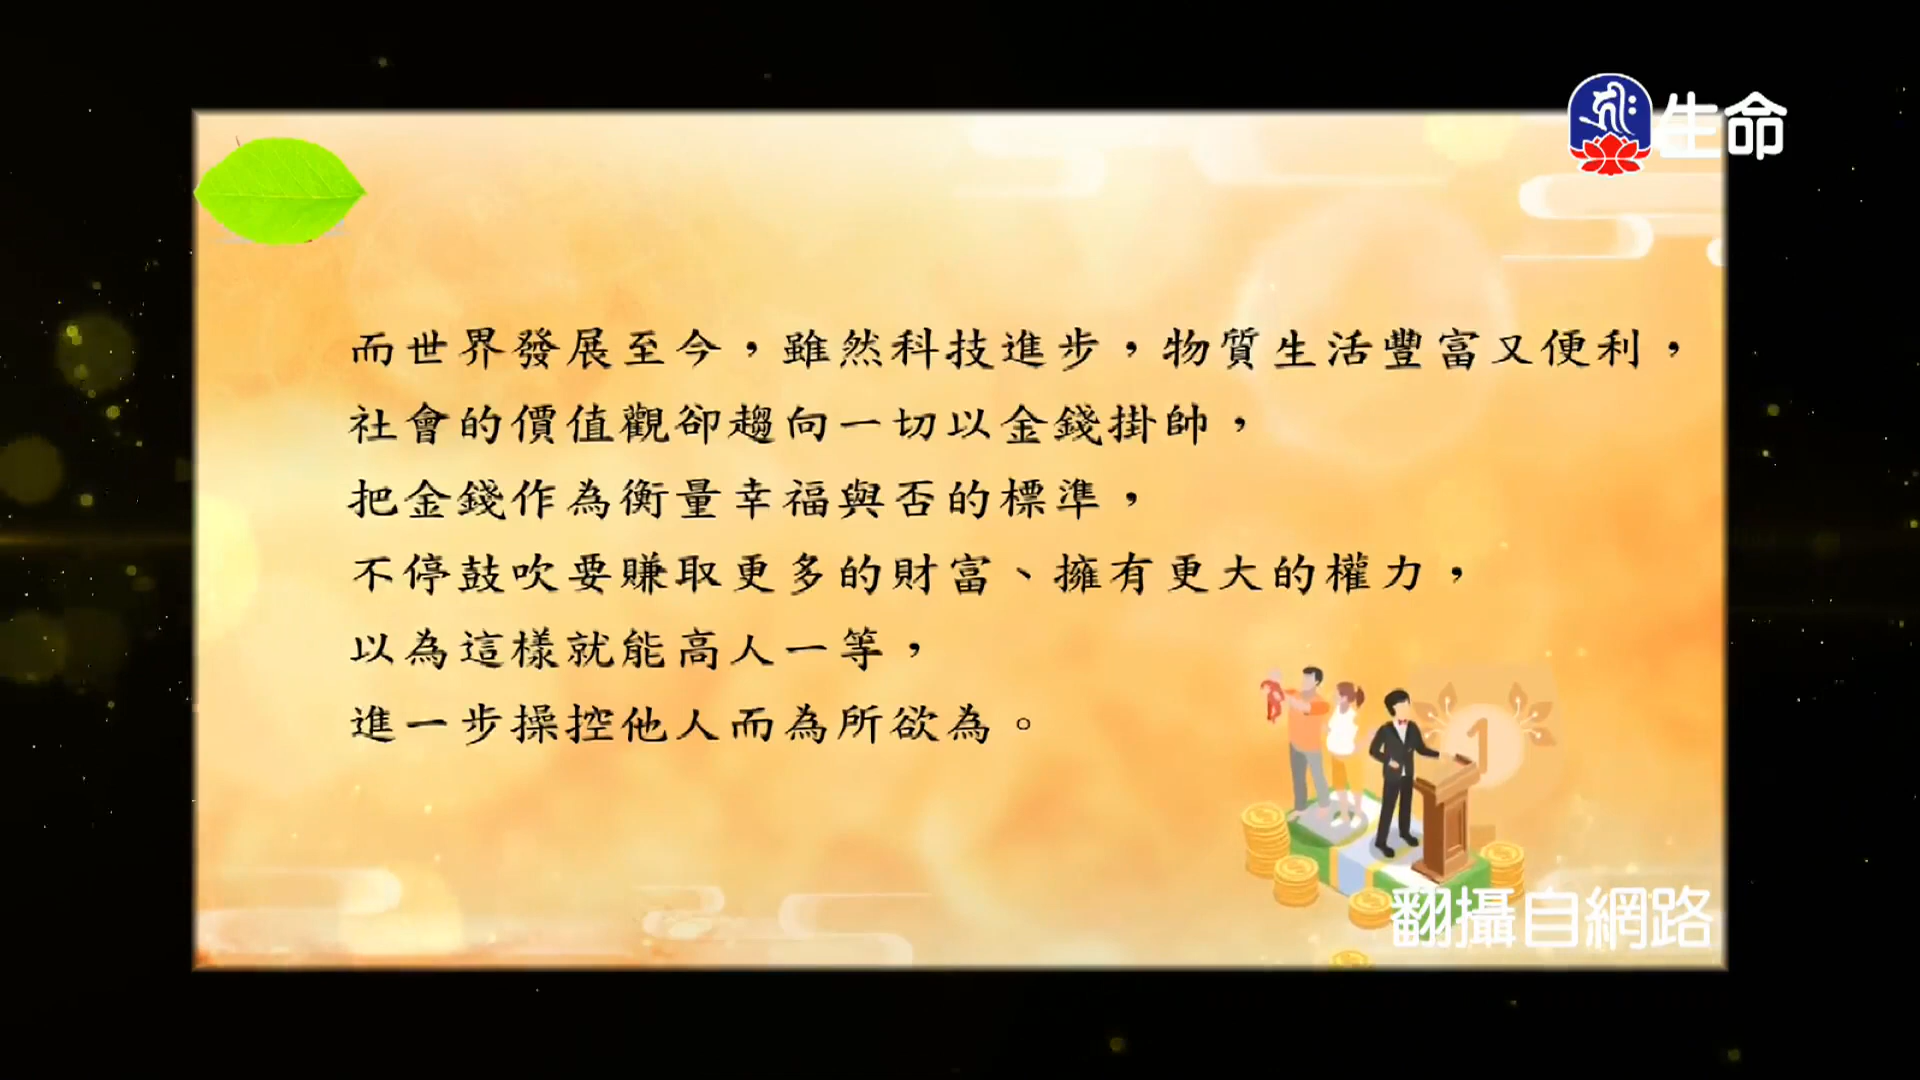 生命
而世界發展至今，雖然科技進步，物質生活豐富又便利，
社會的價值觀卻趨向一切以金錢掛帥，
把金錢作為衡量幸福與否的標準，
不停鼓吹要賺取更多的財富、擁有更大的權力，
以為這樣就能高人一等，
進一步操控他人而為所欲為。
1
翻攝自網路